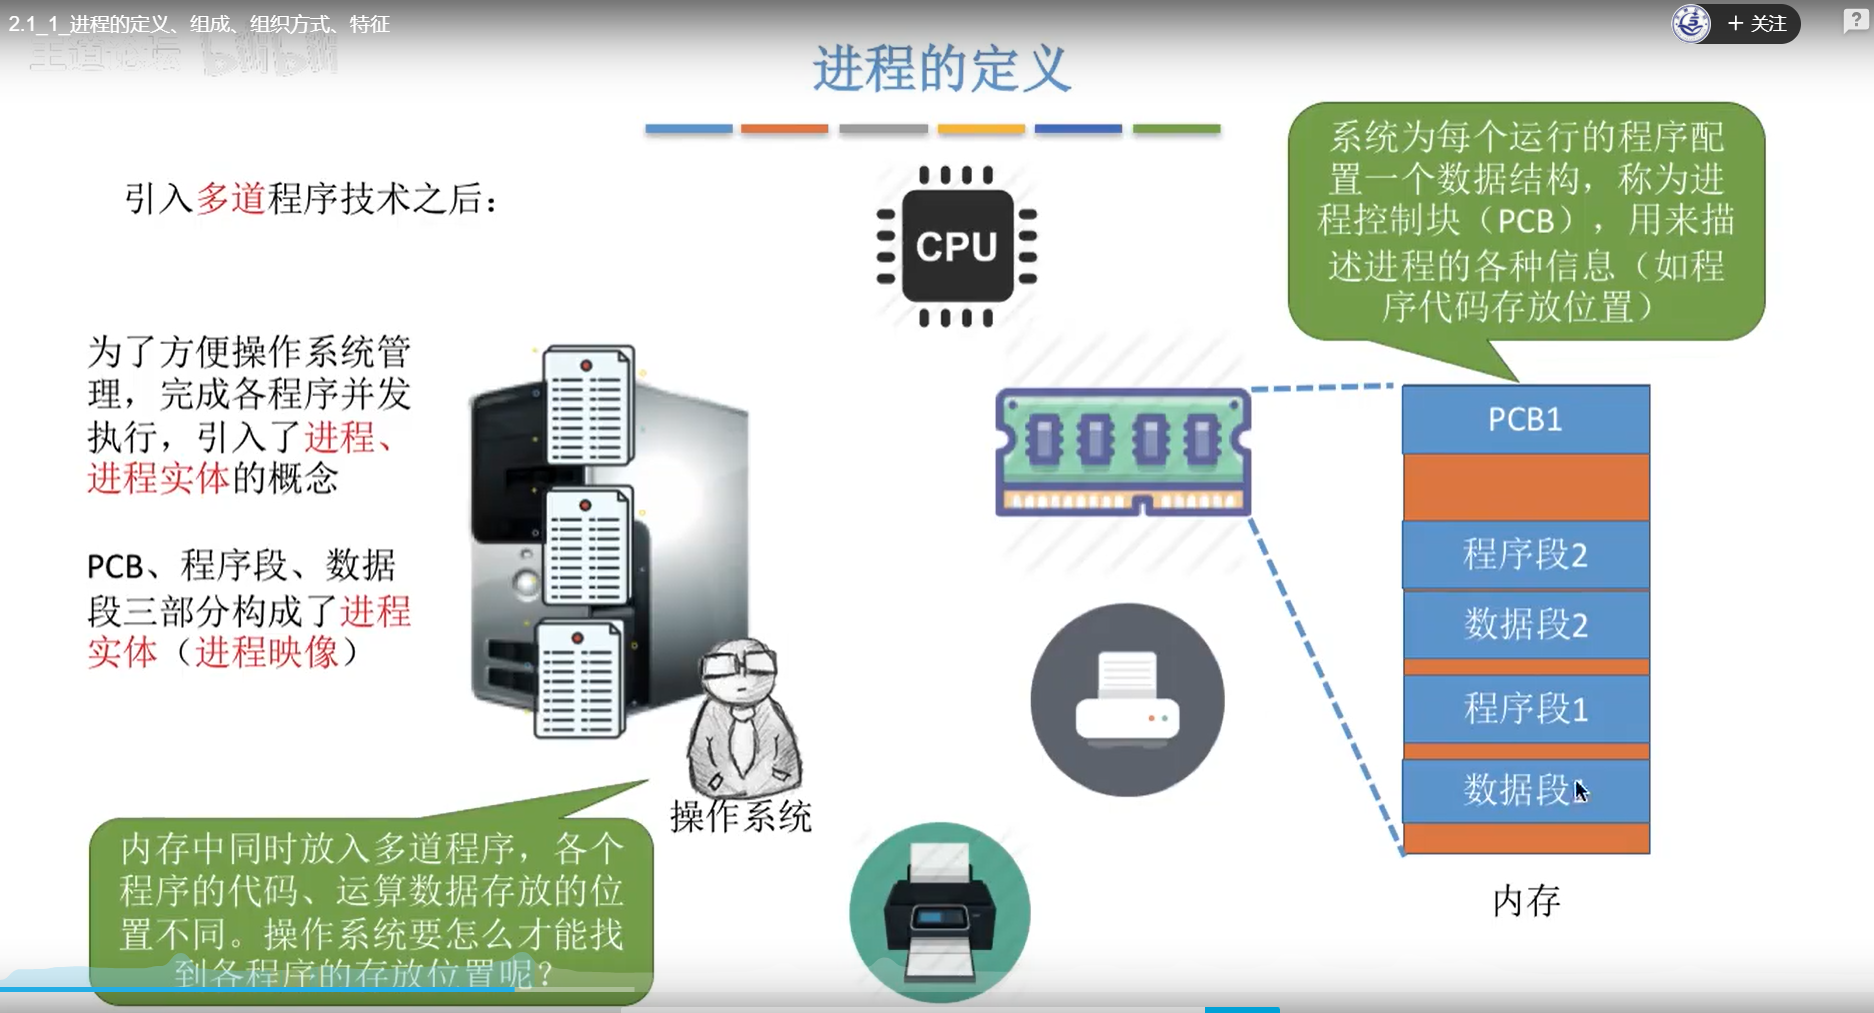 2.1_1_进程的定义、组成、组织方式、特征
+ 关注
?
王道论坛 bilibili
进程的定义
系统为每个运行的程序配
置一个数据结构，称为进
程控制块（PCB），用来描
述进程的各种信息（如程
序代码存放位置）
引入多道程序技术之后：
CPU
为了方便操作系统管
理，完成各程序并发
执行，引入了进程、
进程实体的概念
PCB、程序段、数据
段三部分构成了进程
实体（进程映像）
PCB1
程序段2
数据段2
程序段1
数据段
内存
操作系统
内存中同时放入多道程序，各个
程序的代码、运算数据存放的位
置不同。操作系统要怎么才能找
到各程序的存放位置呢？